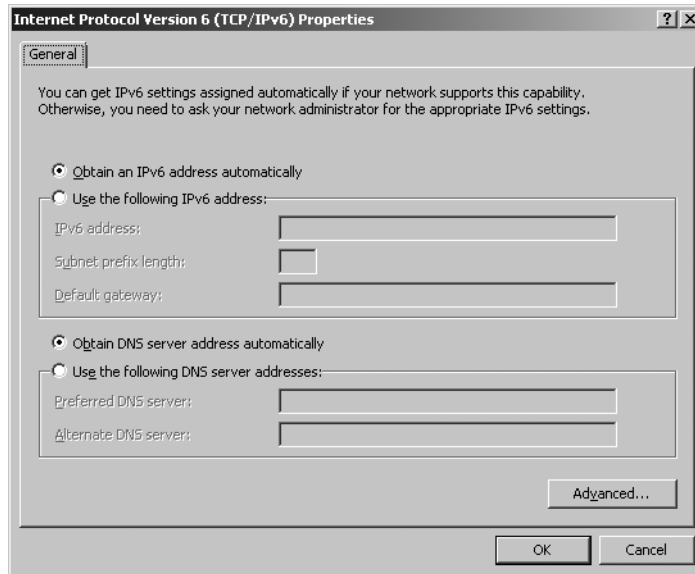 Internet Protocol Version 6 (TCP/IPv6) Properties
General
You can get IPv6 settings assigned automatically if your network supports this capability.
Otherwise, you need to ask your network administrator for the appropriate IPv6 settings.
Obtain an IPv6 address automatically
Use the following IPv6 address:
IPv6 address:
Subnet prefix length:
Default gateway:
Obtain DNS server address automatically
Use the following DNS server addresses:
Preferred DNS server:
Alternate DNS server:
Advanced...
OK Cancel